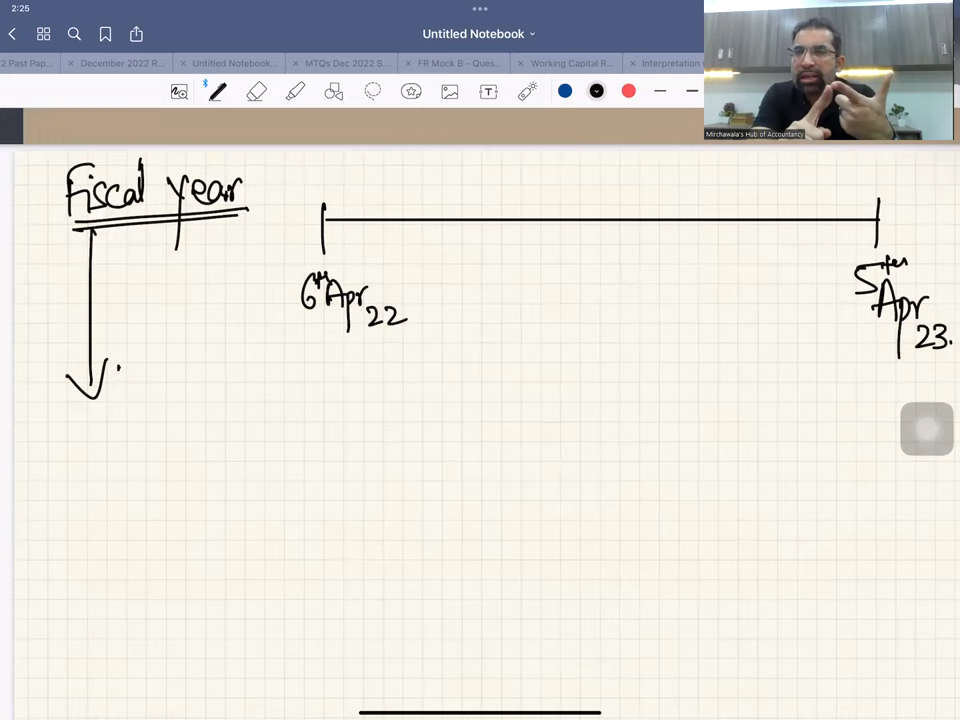 2:25
Untitled Notebook
2 Past Pap...
December 2022 R...
Untitled Notebook...
MTQs Dec 2022 S...
FR Mock B - Ques...
Working Capital R...
Interpretation
T
Mirchawala's Hub of Accountancy
Fiscal year
6th Apr 22
5th Apr 23.